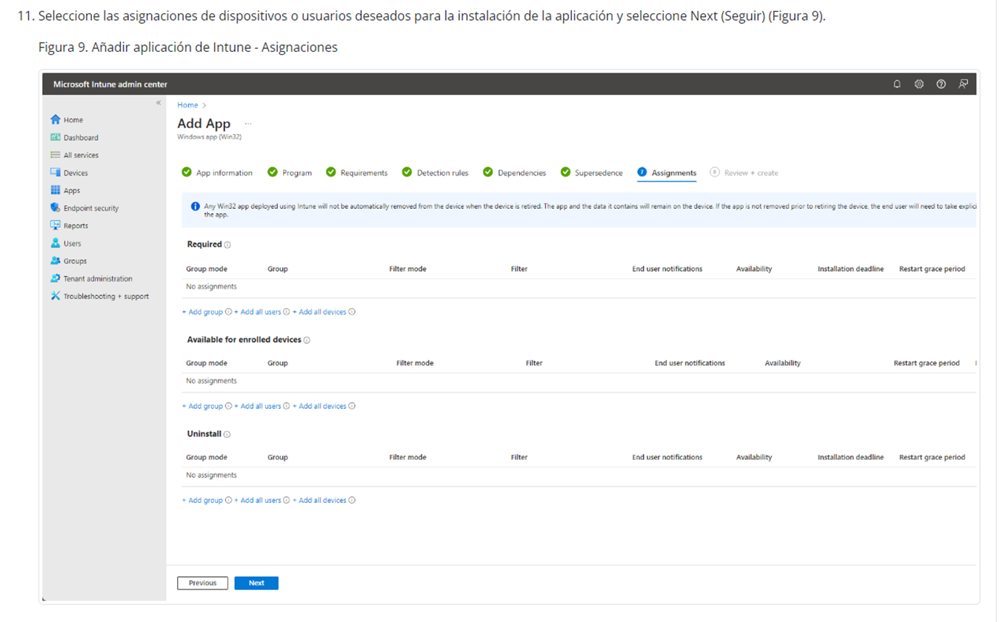 11. Seleccione las asignaciones de dispositivos o usuarios deseados para la instalación de la aplicación y seleccione Next (Seguir) (Figura 9).
Figura 9. Añadir aplicación de Intune - Asignaciones
Microsoft Intune admin center
Home
Dashboard
All services
Devices
Apps
Endpoint security
Reports
Users
Groups
Tenant administration
Troubleshooting + support
Home >
Add App ...
Windows app (Win32)
App information Program Requirements Detection rules Dependencies Supersedence 7 Assignments 8 Review + create
Any Win32 app deployed using Intune will not be automatically removed from the device when the device is retired. The app and the data it contains will remain on the device. If the app is not removed prior to retiring the device, the end user will need to take explici
the app.
Required
Group mode Group Filter mode Filter End user notifications Availability Installation deadline Restart grace period
No assignments
+ Add group + Add all users + Add all devices
Available for enrolled devices
Group mode Group Filter mode Filter End user notifications Availability Restart grace period
No assignments
+ Add group + Add all users + Add all devices
Uninstall
Group mode Group Filter mode Filter End user notifications Availability Installation deadline Restart grace period
No assignments
+ Add group + Add all users + Add all devices
Previous Next